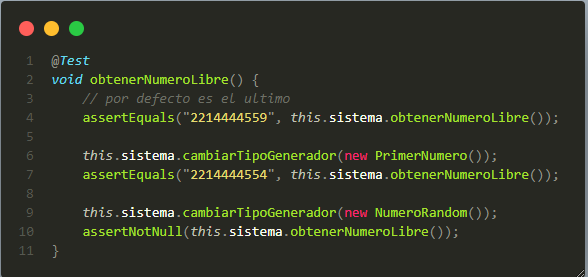 1 @Test
2 void obtenerNumeroLibre() {
3 // por defecto es el ultimo
4 assertEquals("2214444559", this.sistema.obtenerNumeroLibre());
5
6 this.sistema.cambiarTipoGenerador(new PrimerNumero());
7 assertEquals("2214444554", this.sistema.obtenerNumeroLibre());
8
9 this.sistema.cambiarTipoGenerador(new NumeroRandom());
10 assertNotNull(this.sistema.obtenerNumeroLibre());
11 }